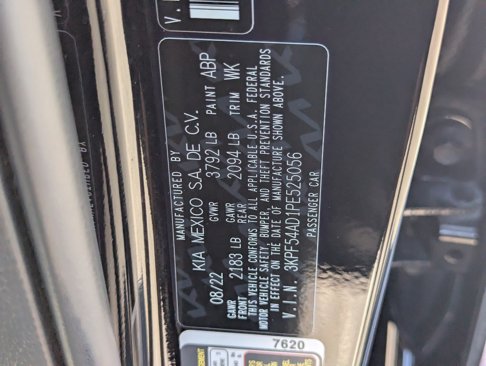 MANUFACTURED BY
KIA MEXICO S.A. DE C.V.
08/22 GVWR 3792 LB PAINT ABP
GAWR FRONT 2183 LB GAWR REAR 2094 LB TRIM WK
THIS VEHICLE CONFORMS TO ALL APPLICABLE U.S.A. FEDERAL
MOTOR VEHICLE SAFETY, BUMPER, AND THEFT PREVENTION STANDARDS
IN EFFECT ON THE DATE OF MANUFACTURE SHOWN ABOVE.
V.I.N. 3KPF54AD1PE525056
PASSENGER CAR
7620